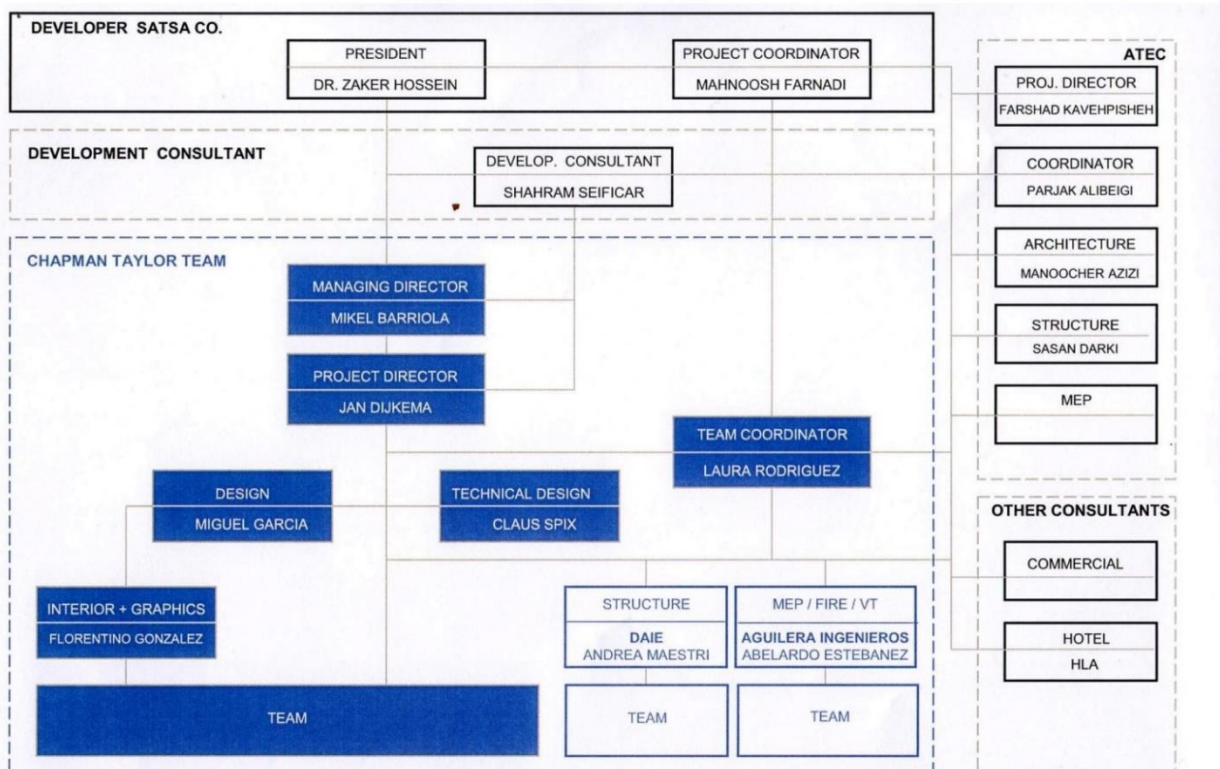 DEVELOPER SATSA CO.
PRESIDENT
DR. ZAKER HOSSEIN
PROJECT COORDINATOR
MAHNOOSH FARNADI
ATEC
PROJ. DIRECTOR
FARSHAD KAVEHPISHEH
DEVELOPMENT CONSULTANT
DEVELOP. CONSULTANT
SHAHRAM SEIFICAR
COORDINATOR
PARJAK ALIBEIGI
CHAPMAN TAYLOR TEAM
MANAGING DIRECTOR
MIKEL BARRIOLA
ARCHITECTURE
MANOOCHER AZIZI
STRUCTURE
SASAN DARKI
PROJECT DIRECTOR
JAN DIJKEMA
MEP
TEAM COORDINATOR
LAURA RODRIGUEZ
DESIGN
MIGUEL GARCIA
TECHNICAL DESIGN
CLAUS SPIX
OTHER CONSULTANTS
COMMERCIAL
HOTEL
HLA
INTERIOR + GRAPHICS
FLORENTINO GONZALEZ
STRUCTURE
DAIE
ANDREA MAESTRI
MEP / FIRE / VT
AGUILERA INGENIEROS
ABELARDO ESTEBANEZ
TEAM
TEAM
TEAM